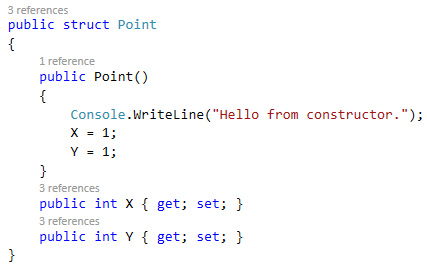 3 references
public struct Point
{
1 reference
public Point()
{
Console.WriteLine("Hello from constructor.");
X = 1;
Y = 1;
}
3 references
public int X { get; set; }
3 references
public int Y { get; set; }
}